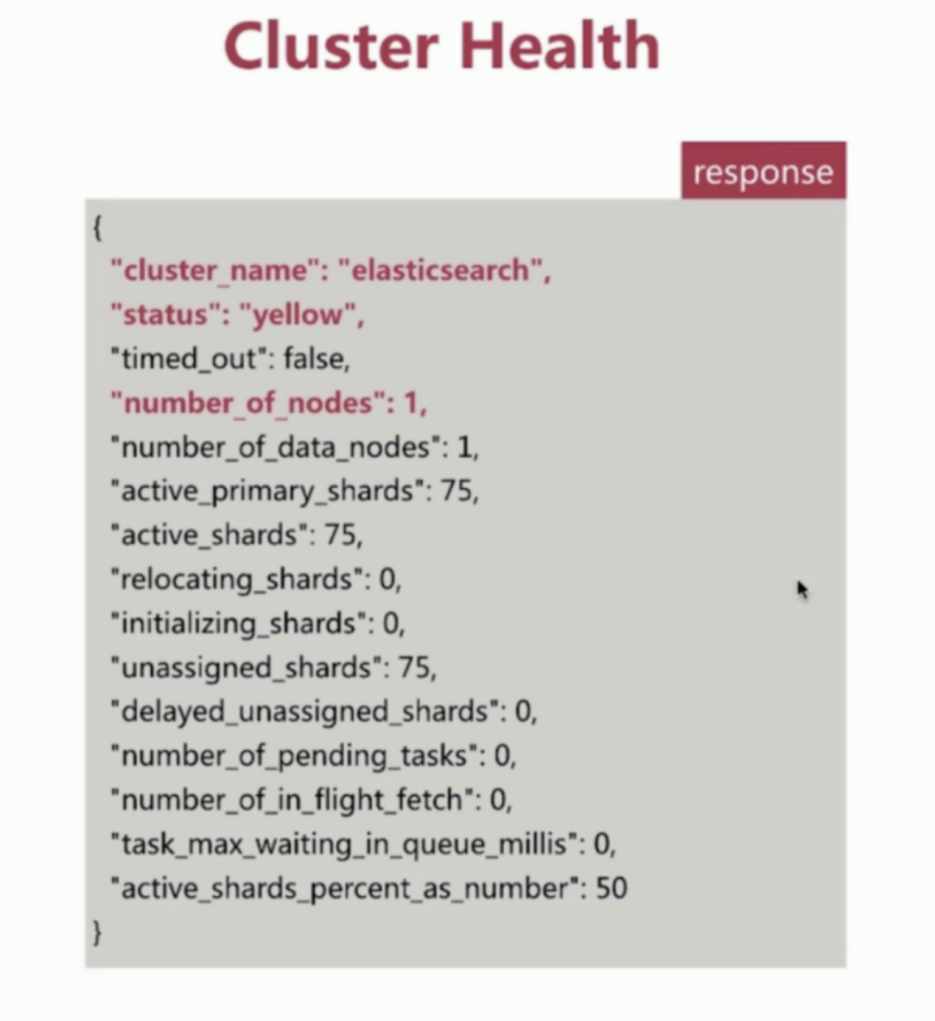 Cluster Health
response
{
"cluster_name": "elasticsearch",
"status": "yellow",
"timed_out": false,
"number_of_nodes": 1,
"number_of_data_nodes": 1,
"active_primary_shards": 75,
"active_shards": 75,
"relocating_shards": 0,
"initializing_shards": 0,
"unassigned_shards": 75,
"delayed_unassigned_shards": 0,
"number_of_pending_tasks": 0,
"number_of_in_flight_fetch": 0,
"task_max_waiting_in_queue_millis": 0,
"active_shards_percent_as_number": 50
}